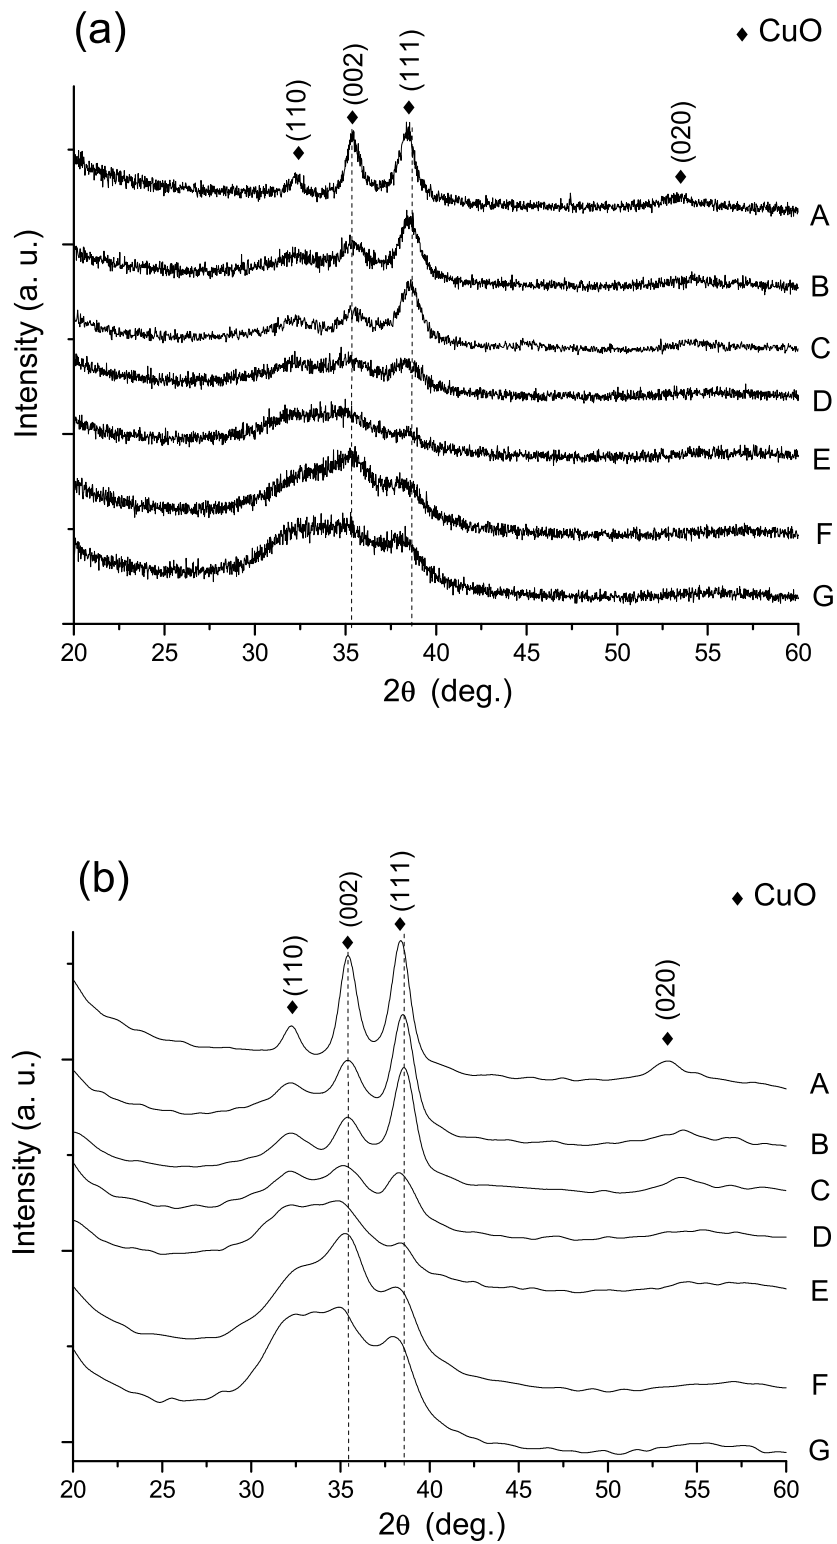 (a)
◆ CuO
(110)
(002)
(111)
(020)
A
B
C
D
E
F
G
Intensity (a. u.)
20 25 30 35 40 45 50 55 60
2θ (deg.)
(b)
◆ CuO
(110)
(002)
(111)
(020)
A
B
C
D
E
F
G
Intensity (a. u.)
20 25 30 35 40 45 50 55 60
2θ (deg.)